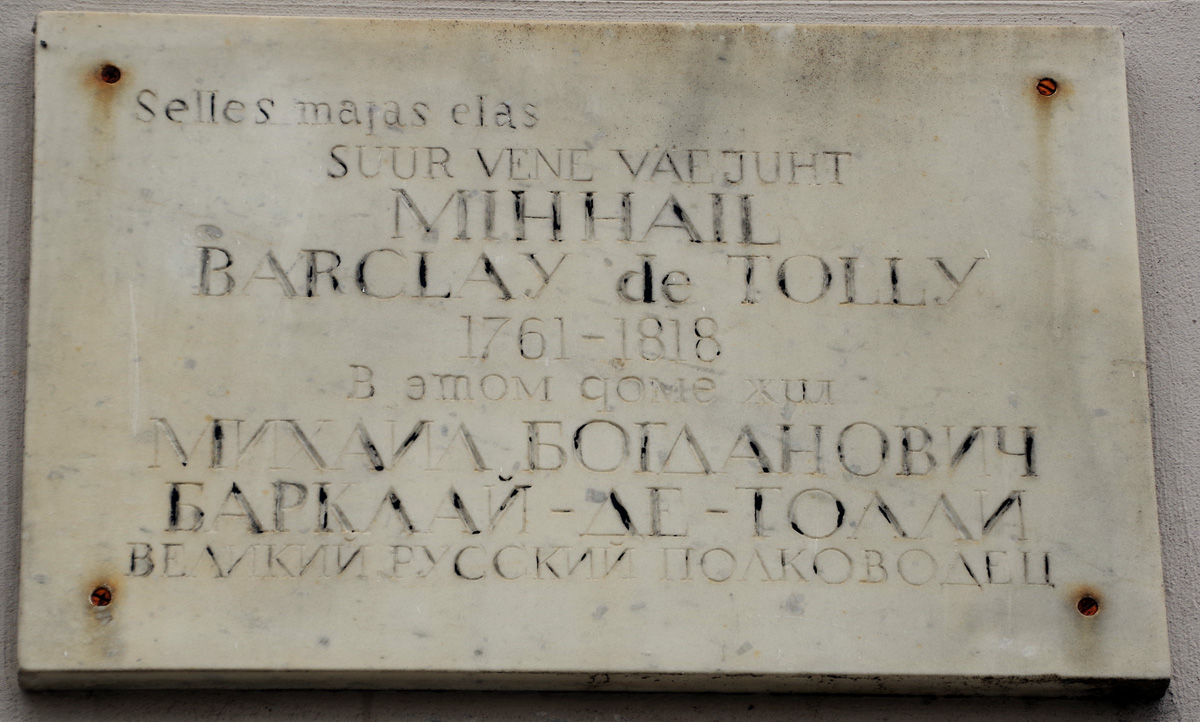 Selles majas elas
SUUR VENE VÄEJUHT
MIHHAIL
BARCLAY de TOLLY
1761-1818
В этом доме жил
МИХАИЛ БОГДАНОВИЧ
БАРКЛАЙ-ДЕ-ТОЛЛИ
ВЕЛИКИЙ РУССКИЙ ПОЛКОВОДЕЦ